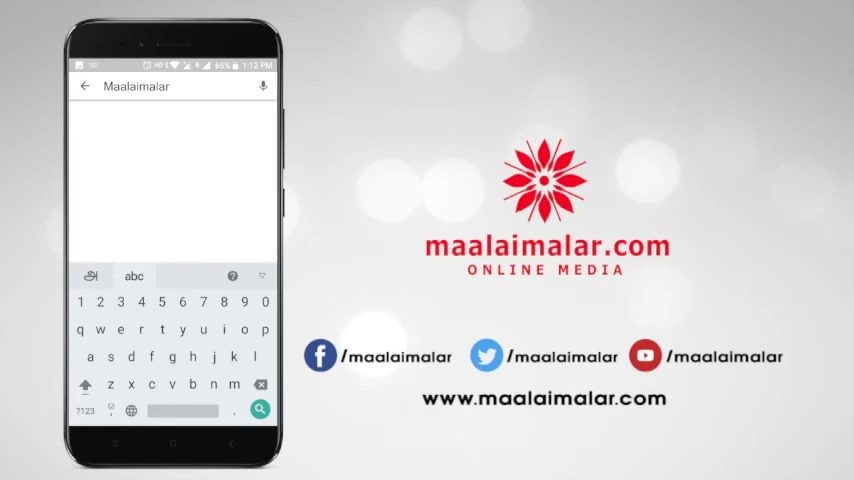 65% 1:12 PM
Maalaimalar
அ abc ?
1 2 3 4 5 6 7 8 9 0
q w e r t y u i o p
a s d f g h j k l
z x c v b n m
?123 , .
maalaimalar.com
ONLINE MEDIA
/maalaimalar /maalaimalar /maalaimalar
www.maalaimalar.com